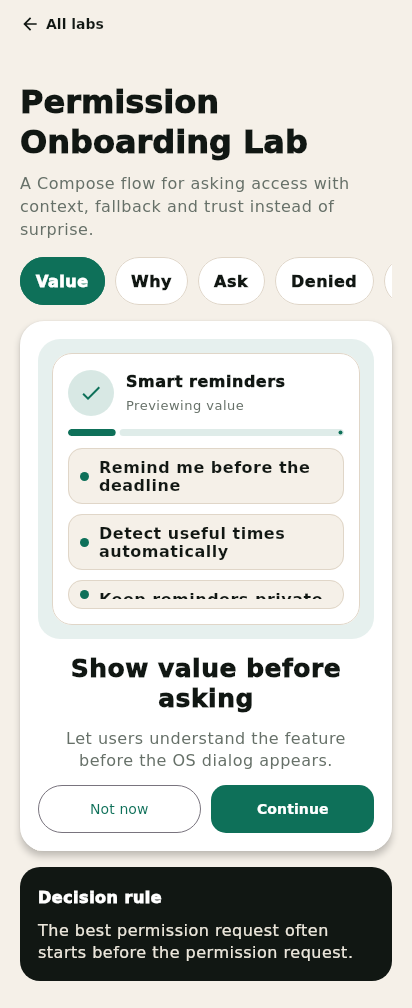 All labs
Permission
Onboarding Lab
A Compose flow for asking access with
context, fallback and trust instead of
surprise.
Value
Why
Ask
Denied
Smart reminders
Previewing value
Remind me before the
deadline
Detect useful times
automatically
Keep reminders private
Show value before
asking
Let users understand the feature
before the OS dialog appears.
Not now
Continue
Decision rule
The best permission request often
starts before the permission request.